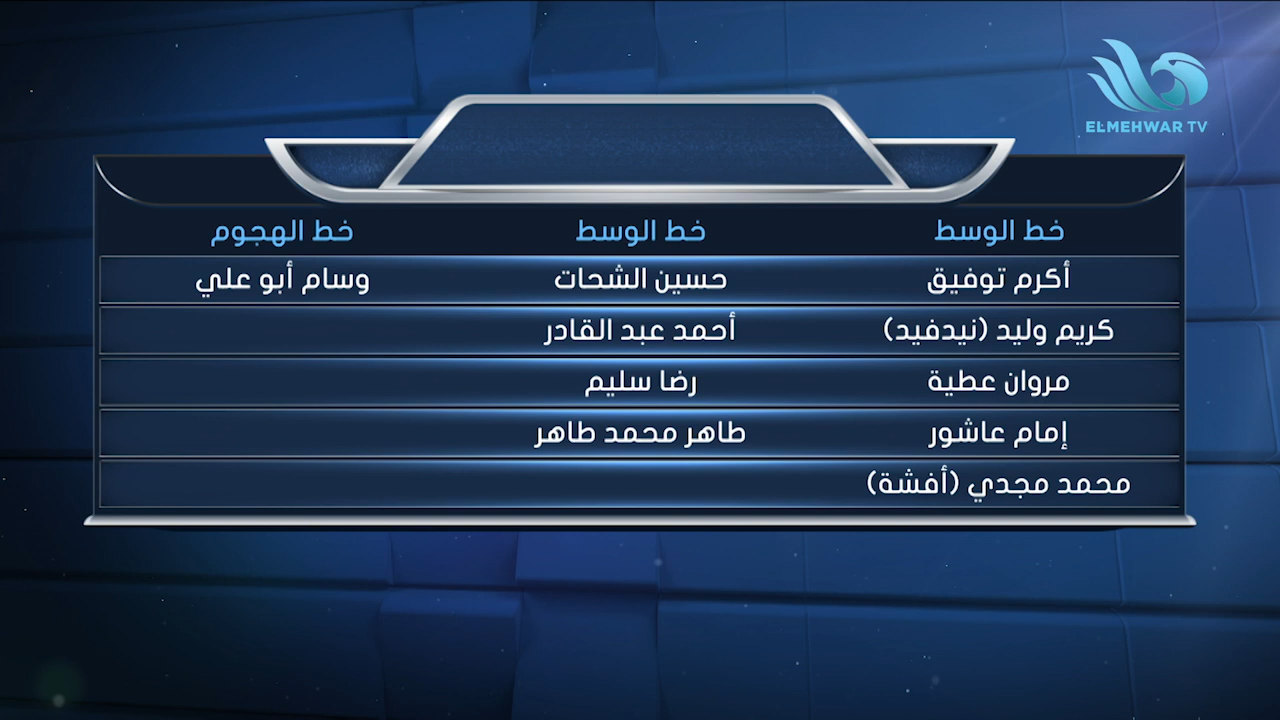 ELMEHWAR TV
خط الوسط خط الوسط خط الهجوم
أكرم توفيق حسين الشحات وسام أبو علي
كريم وليد (نيدفيد) أحمد عبد القادر
مروان عطية رضا سليم
إمام عاشور طاهر محمد طاهر
محمد مجدي (أفشة)